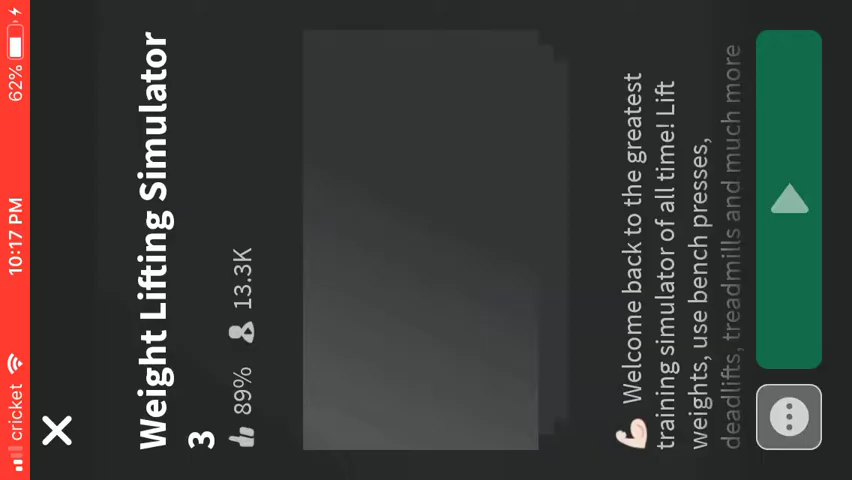 cricket 10:17 PM 62%
Weight Lifting Simulator
3
89% 13.3K
💪🏻 Welcome back to the greatest
training simulator of all time! Lift
weights, use bench presses,
deadlifts, treadmills and much more